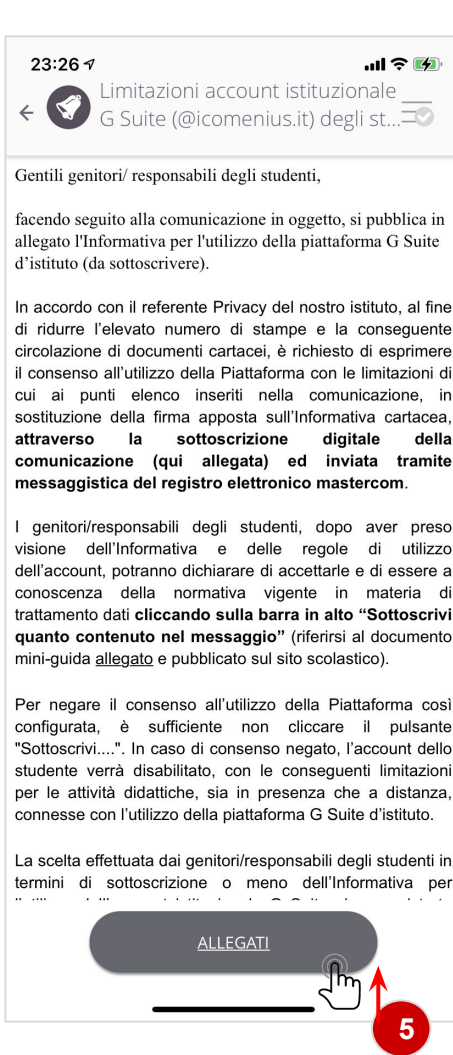 23:26
Limitazioni account istituzionale
G Suite (@icomenius.it) degli st...
Gentili genitori/ responsabili degli studenti,
facendo seguito alla comunicazione in oggetto, si pubblica in
allegato l'Informativa per l'utilizzo della piattaforma G Suite
d’istituto (da sottoscrivere).
In accordo con il referente Privacy del nostro istituto, al fine
di ridurre l’elevato numero di stampe e la conseguente
circolazione di documenti cartacei, è richiesto di esprimere
il consenso all’utilizzo della Piattaforma con le limitazioni di
cui ai punti elenco inseriti nella comunicazione, in
sostituzione della firma apposta sull’Informativa cartacea,
attraverso la sottoscrizione digitale della
comunicazione (qui allegata) ed inviata tramite
messaggistica del registro elettronico mastercom.
I genitori/responsabili degli studenti, dopo aver preso
visione dell’Informativa e delle regole di utilizzo
dell’account, potranno dichiarare di accettarle e di essere a
conoscenza della normativa vigente in materia di
trattamento dati cliccando sulla barra in alto “Sottoscrivi
quanto contenuto nel messaggio” (riferirsi al documento
mini-guida allegato e pubblicato sul sito scolastico).
Per negare il consenso all’utilizzo della Piattaforma così
configurata, è sufficiente non cliccare il pulsante
"Sottoscrivi....". In caso di consenso negato, l’account dello
studente verrà disabilitato, con le conseguenti limitazioni
per le attività didattiche, sia in presenza che a distanza,
connesse con l’utilizzo della piattaforma G Suite d’istituto.
La scelta effettuata dai genitori/responsabili degli studenti in
termini di sottoscrizione o meno dell’Informativa per
ALLEGATI
5